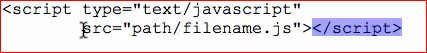 <script type="text/javascript"
src="path/filename.js"></script>